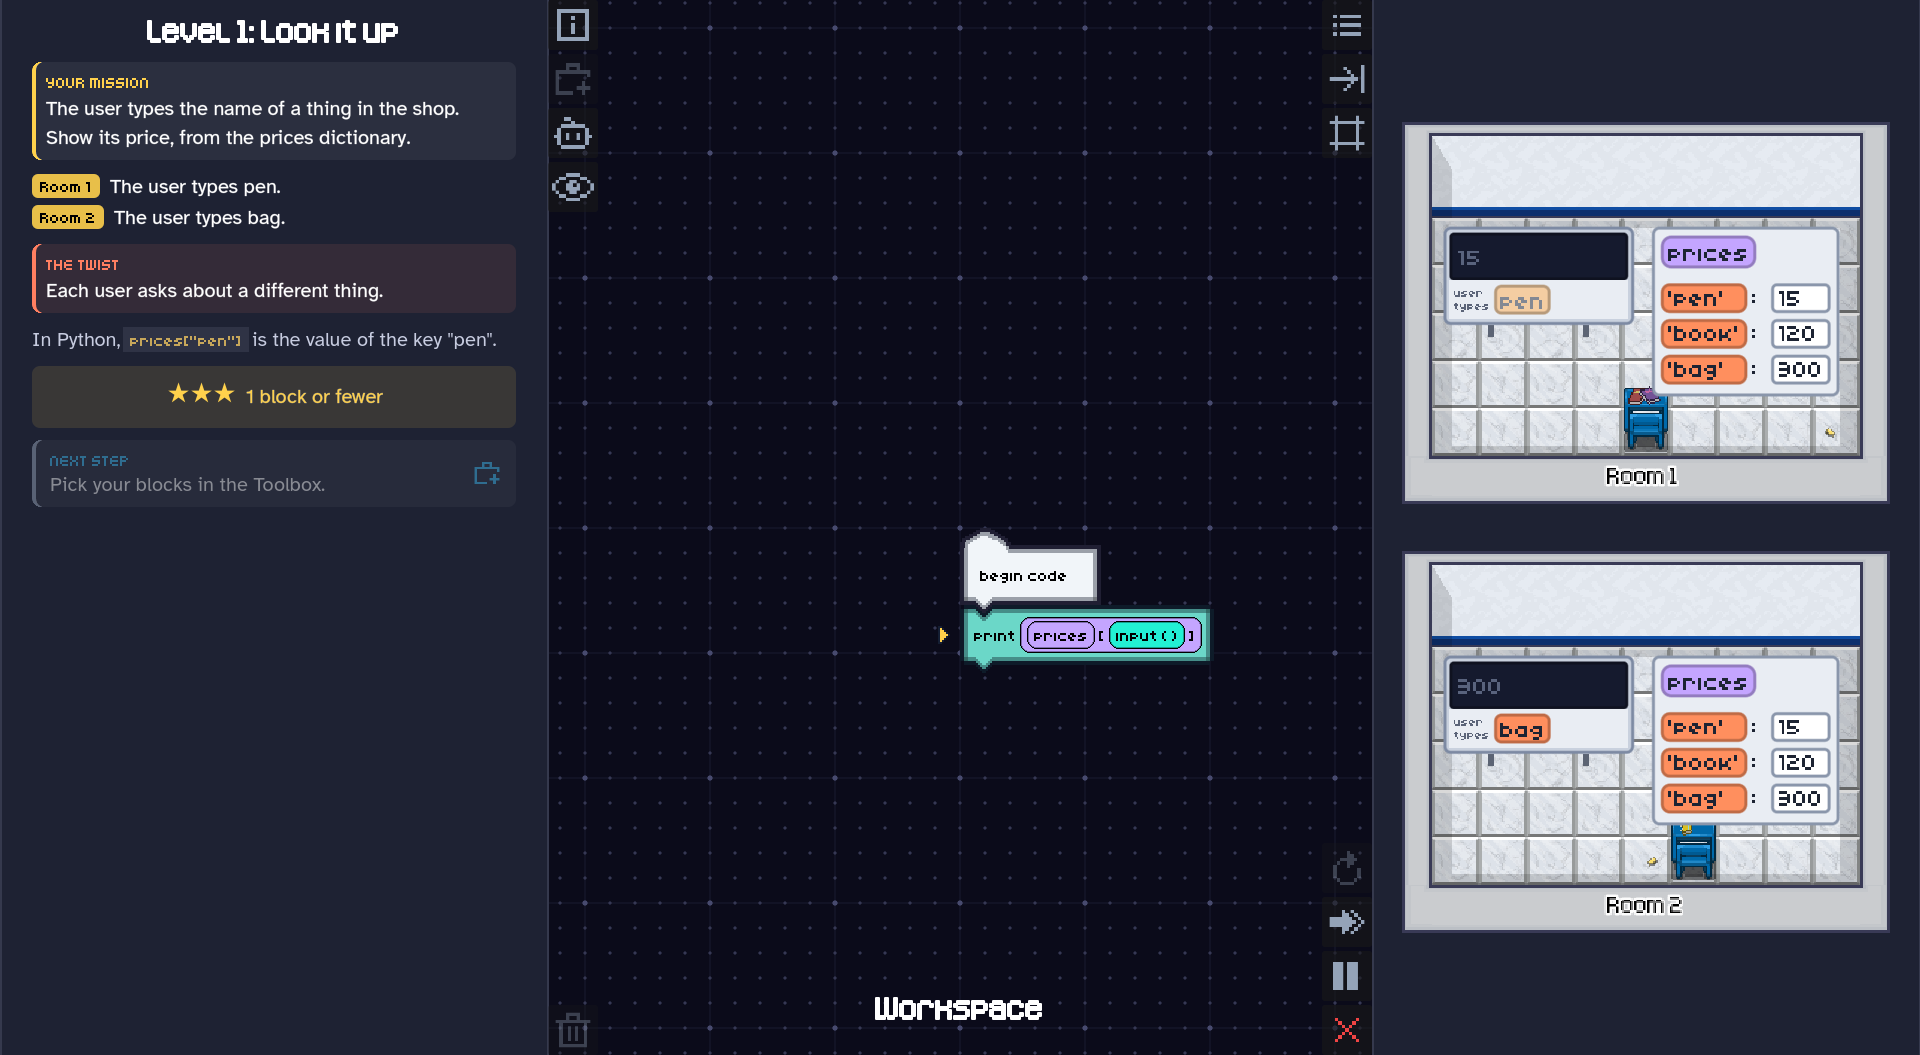 Level 1: Look it up
YOUR MISSION
The user types the name of a thing in the shop.
Show its price, from the prices dictionary.
Room 1 The user types pen.
Room 2 The user types bag.
THE TWIST
Each user asks about a different thing.
In Python, prices["pen"] is the value of the key "pen".
★★★ 1 block or fewer
NEXT STEP
Pick your blocks in the Toolbox.
begin code
print prices [ input () ]
Workspace
15
user types pen
prices
'pen' : 15
'book' : 120
'bag' : 300
Room 1
300
user types bag
prices
'pen' : 15
'book' : 120
'bag' : 300
Room 2